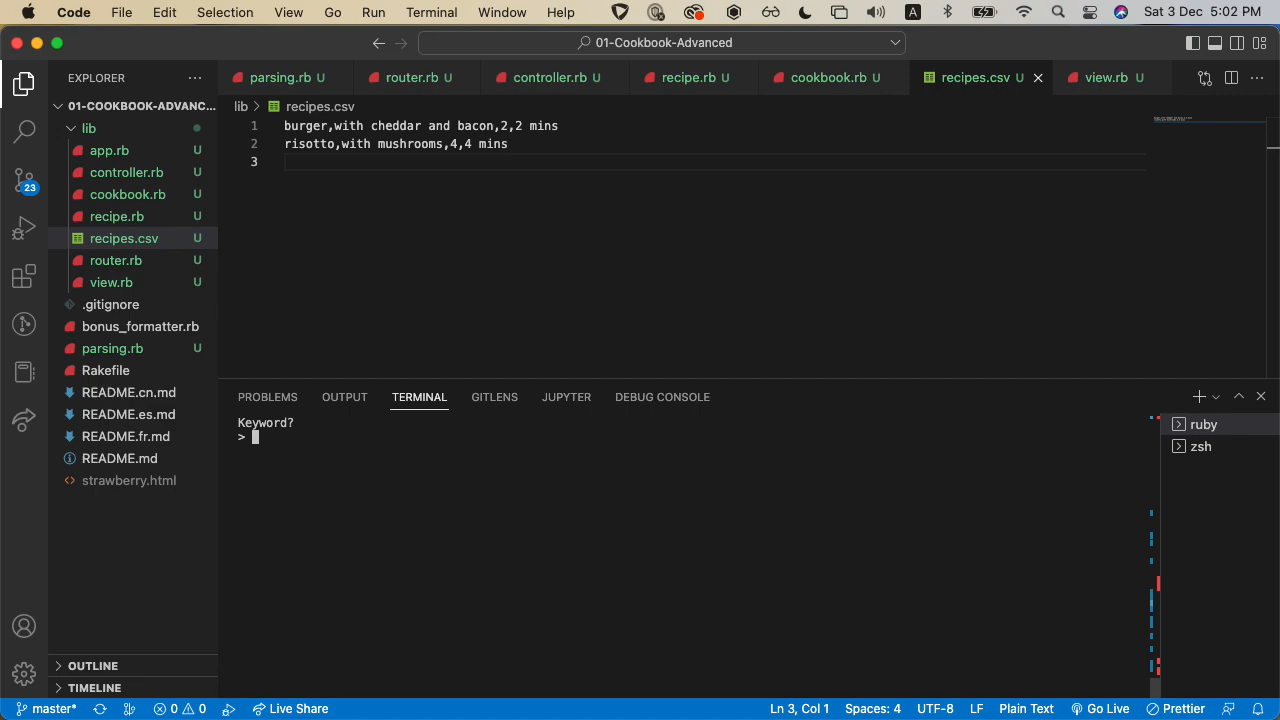 Code File Edit Selection View Go Run Terminal Window Help A Sat 3 Dec 5:02 PM
01-Cookbook-Advanced
EXPLORER
parsing.rb U router.rb U controller.rb U recipe.rb U cookbook.rb U recipes.csv U view.rb U
01-COOKBOOK-ADVANC...
lib > recipes.csv
lib
app.rb U
controller.rb U
cookbook.rb U
recipe.rb U
recipes.csv U
router.rb U
view.rb U
.gitignore
bonus_formatter.rb
parsing.rb U
Rakefile
README.cn.md
README.es.md
README.fr.md
README.md
strawberry.html
23
OUTLINE
TIMELINE
1 burger,with cheddar and bacon,2,2 mins
2 risotto,with mushrooms,4,4 mins
3
PROBLEMS OUTPUT TERMINAL GITLENS JUPYTER DEBUG CONSOLE
Keyword?
>
ruby
zsh
master* 0 0 Live Share Ln 3, Col 1 Spaces: 4 UTF-8 LF Plain Text Go Live Prettier